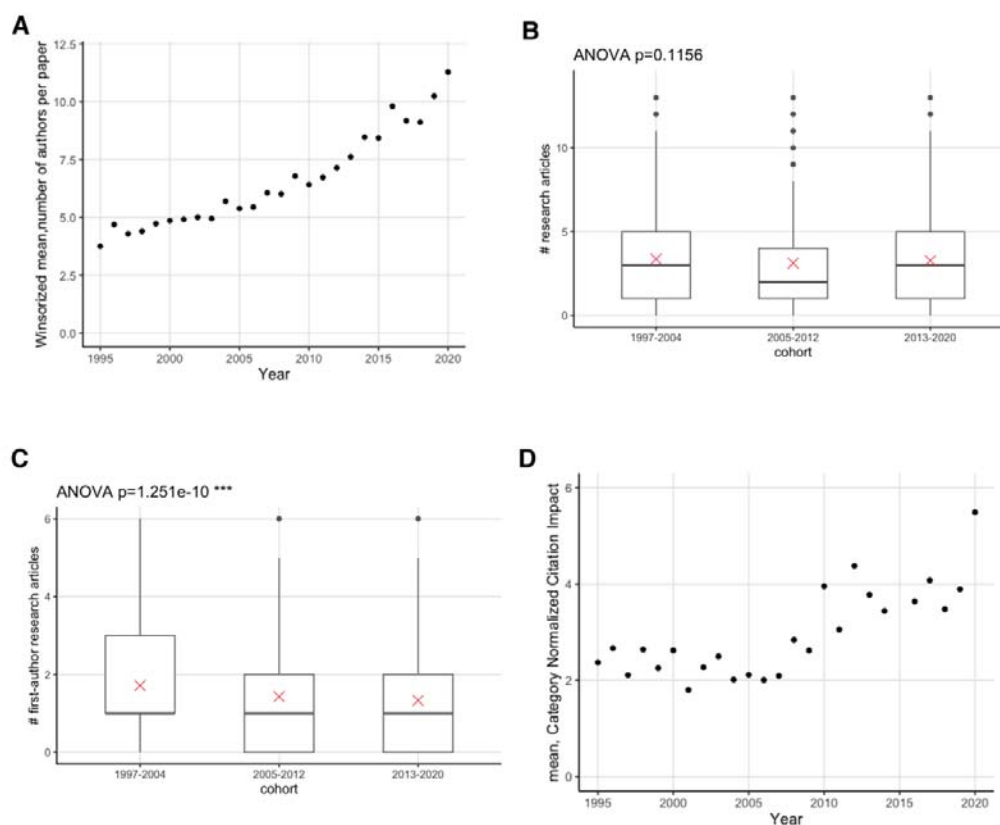 A
Winsorized mean,number of authors per paper
12.5
10.0
7.5
5.0
2.5
0.0
1995 2000 2005 2010 2015 2020
Year
B
ANOVA p=0.1156
# research articles
10
5
0
1997-2004 2005-2012 2013-2020
cohort
C
ANOVA p=1.251e-10 ***
# first-author research articles
6
4
2
0
1997-2004 2005-2012 2013-2020
cohort
D
mean, Category Normalized Citation Impact
6
4
2
0
1995 2000 2005 2010 2015 2020
Year